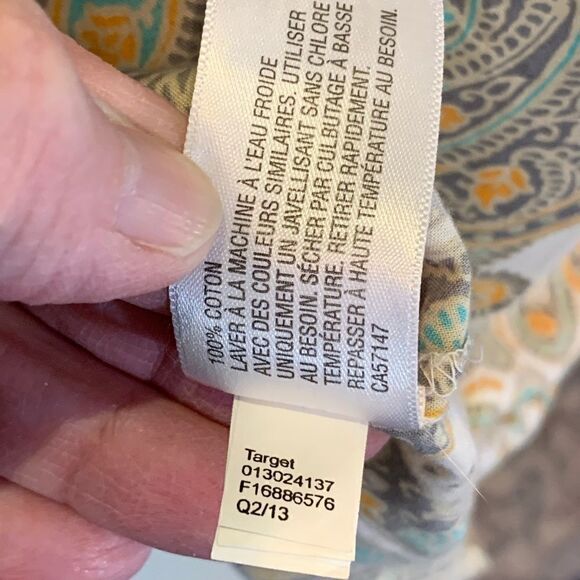 100% COTON
LAVER À LA MACHINE À L'EAU FROIDE
AVEC DES COULEURS SIMILAIRES. UTILISER
UNIQUEMENT UN JAVELLISANT SANS CHLORE
AU BESOIN. SÉCHER PAR CULBUTAGE À BASSE
TEMPÉRATURE. RETIRER RAPIDEMENT.
REPASSER À HAUTE TEMPÉRATURE AU BESOIN.
CA57147
Target
013024137
F16886576
Q2/13